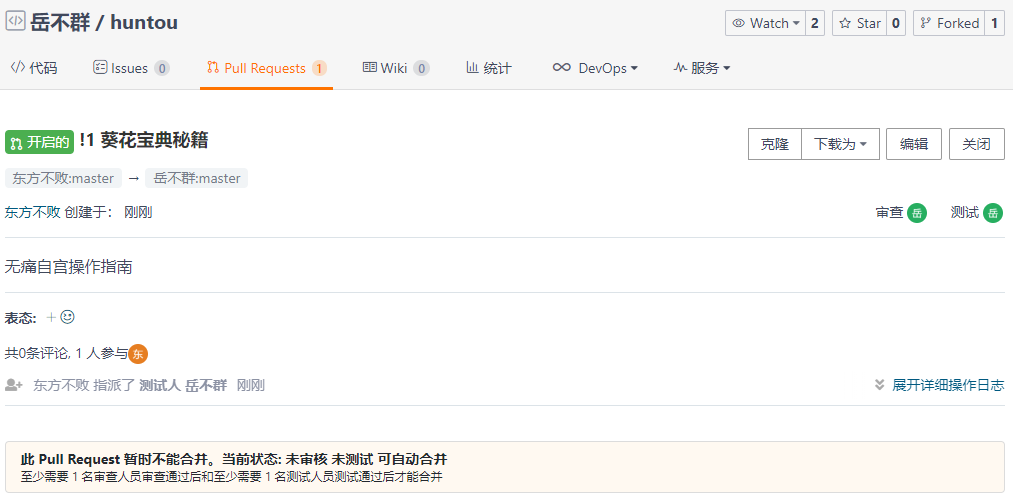 岳不群 / huntou
Watch 2 Star 0 Forked 1
代码 Issues 0 Pull Requests 1 Wiki 0 统计 DevOps 服务
开启的 !1 葵花宝典秘籍
克隆 下载为 编辑 关闭
东方不败:master → 岳不群:master
东方不败 创建于： 刚刚
审查 岳 测试 岳
无痛自宫操作指南
表态:
共0条评论, 1 人参与 东
东方不败 指派了 测试人 岳不群 刚刚
展开详细操作日志
此 Pull Request 暂时不能合并。当前状态: 未审核 未测试 可自动合并
至少需要 1 名审查人员审查通过后和至少需要 1 名测试人员测试通过后才能合并